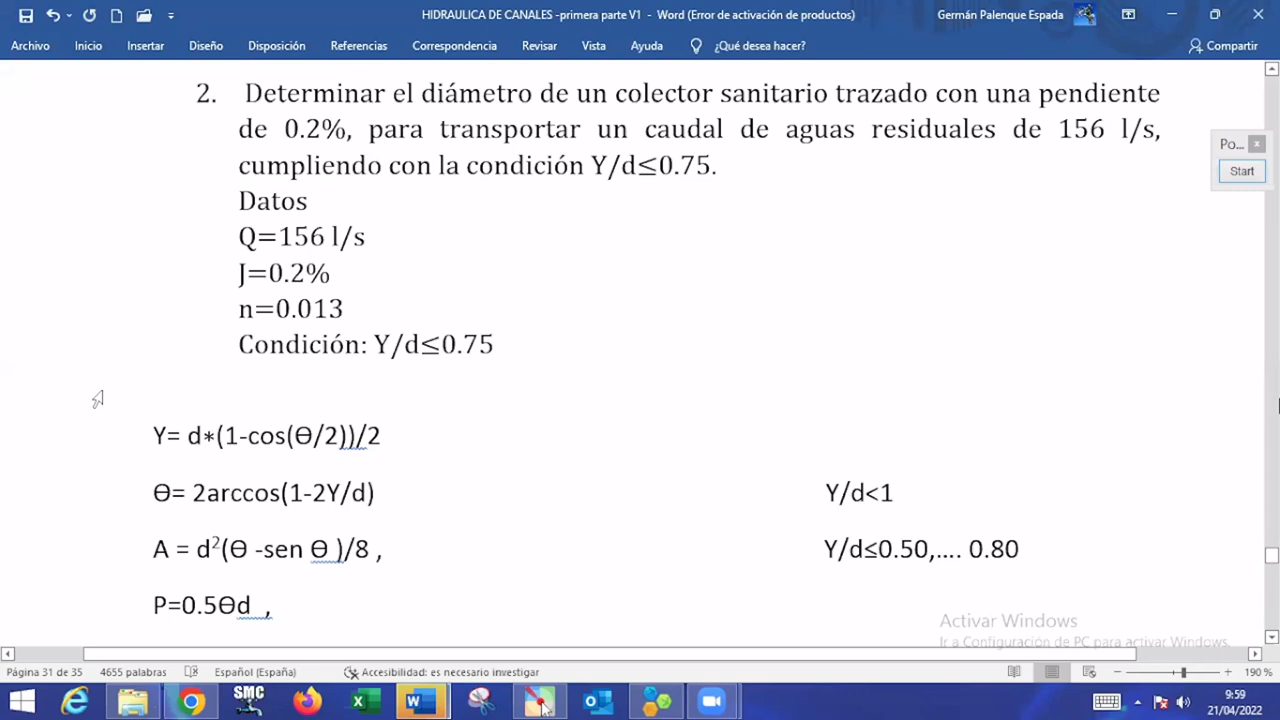 HIDRAULICA DE CANALES -primera parte V1 - Word (Error de activación de productos)
Germán Palenque Espada
Archivo Inicio Insertar Diseño Disposición Referencias Correspondencia Revisar Vista Ayuda ¿Qué desea hacer? Compartir
2. Determinar el diámetro de un colector sanitario trazado con una pendiente
de 0.2%, para transportar un caudal de aguas residuales de 156 l/s,
cumpliendo con la condición Y/d≤0.75.
Po... x
Start
Datos
Q=156 l/s
J=0.2%
n=0.013
Condición: Y/d≤0.75
Y= d*(1-cos(Ɵ/2))/2
Ɵ= 2arccos(1-2Y/d) Y/d<1
A = d²(Ɵ -sen Ɵ )/8 , Y/d≤0.50,.... 0.80
P=0.5Ɵd ,
Activar Windows
Ir a Configuración de PC para activar Windows.
Página 31 de 35 4655 palabras Español (España) Accesibilidad: es necesario investigar 190 %
SMC
9:59
21/04/2022